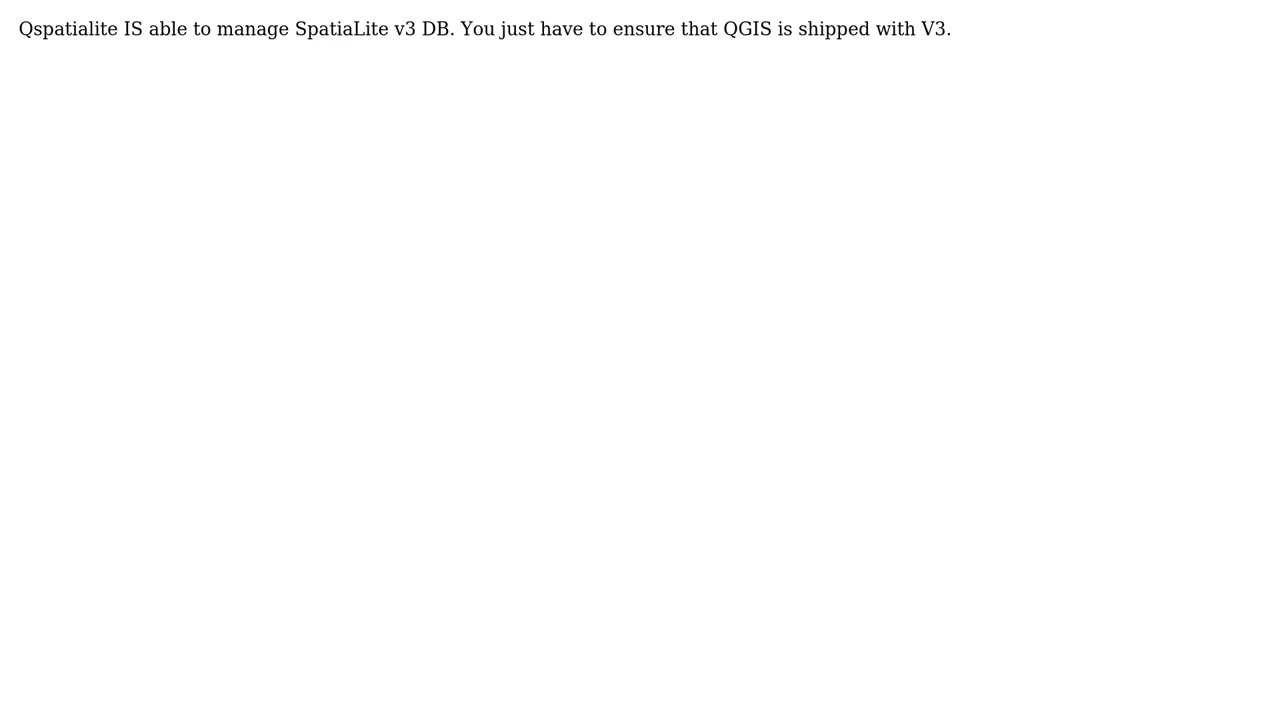 Qspatialite IS able to manage SpatiaLite v3 DB. You just have to ensure that QGIS is shipped with V3.